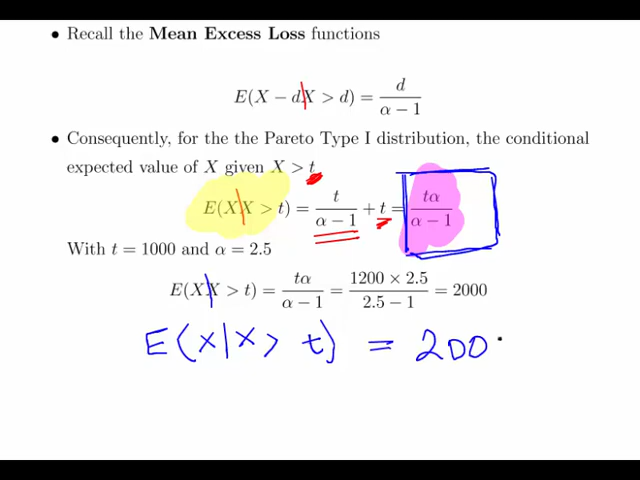 • Recall the Mean Excess Loss functions
E(X − d|X > d) = d / (α − 1)
• Consequently, for the the Pareto Type I distribution, the conditional
expected value of X given X > t
E(X|X > t) = t / (α − 1) + t = tα / (α − 1)
With t = 1000 and α = 2.5
E(X|X > t) = tα / (α − 1) = 1200 × 2.5 / (2.5 − 1) = 2000
E(X|X > t) = 200